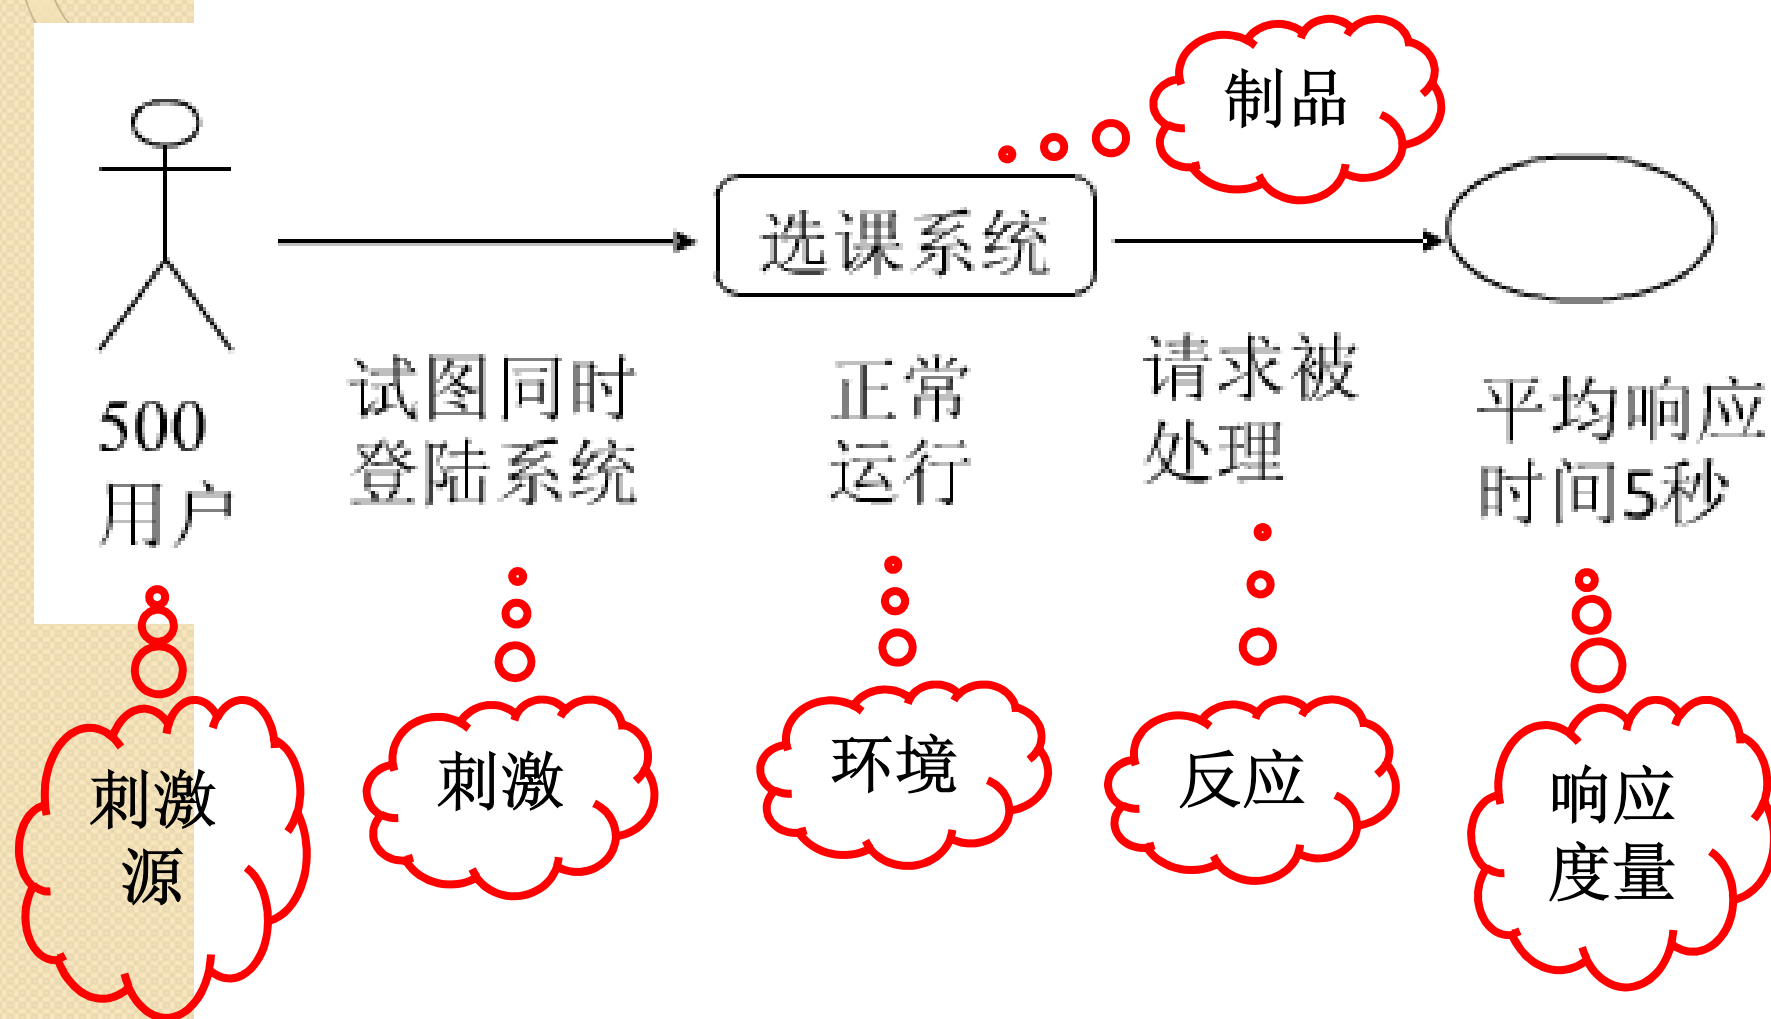 制品
选课系统
500
用户
试图同时
登陆系统
正常
运行
请求被
处理
平均响应
时间5秒
刺激
源
刺激
环境
反应
响应
度量